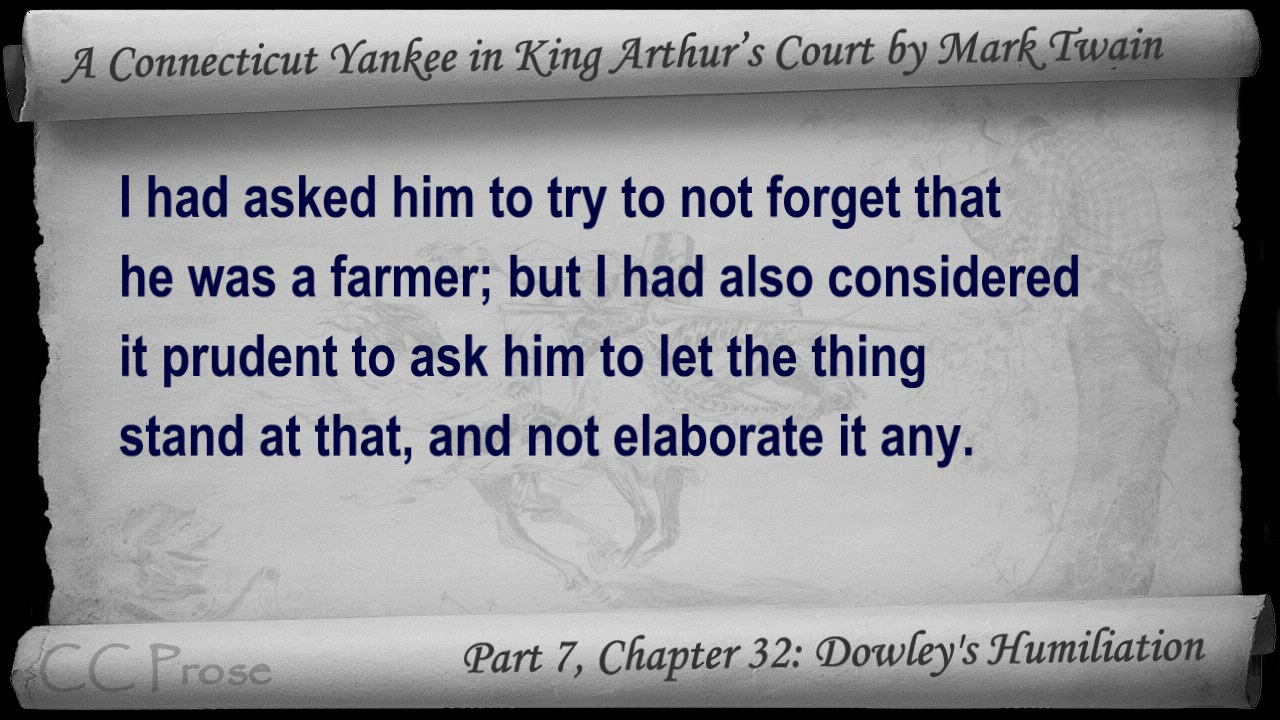 A Connecticut Yankee in King Arthur's Court by Mark Twain
I had asked him to try to not forget that
he was a farmer; but I had also considered
it prudent to ask him to let the thing
stand at that, and not elaborate it any.
CC Prose
Part 7, Chapter 32: Dowley's Humiliation